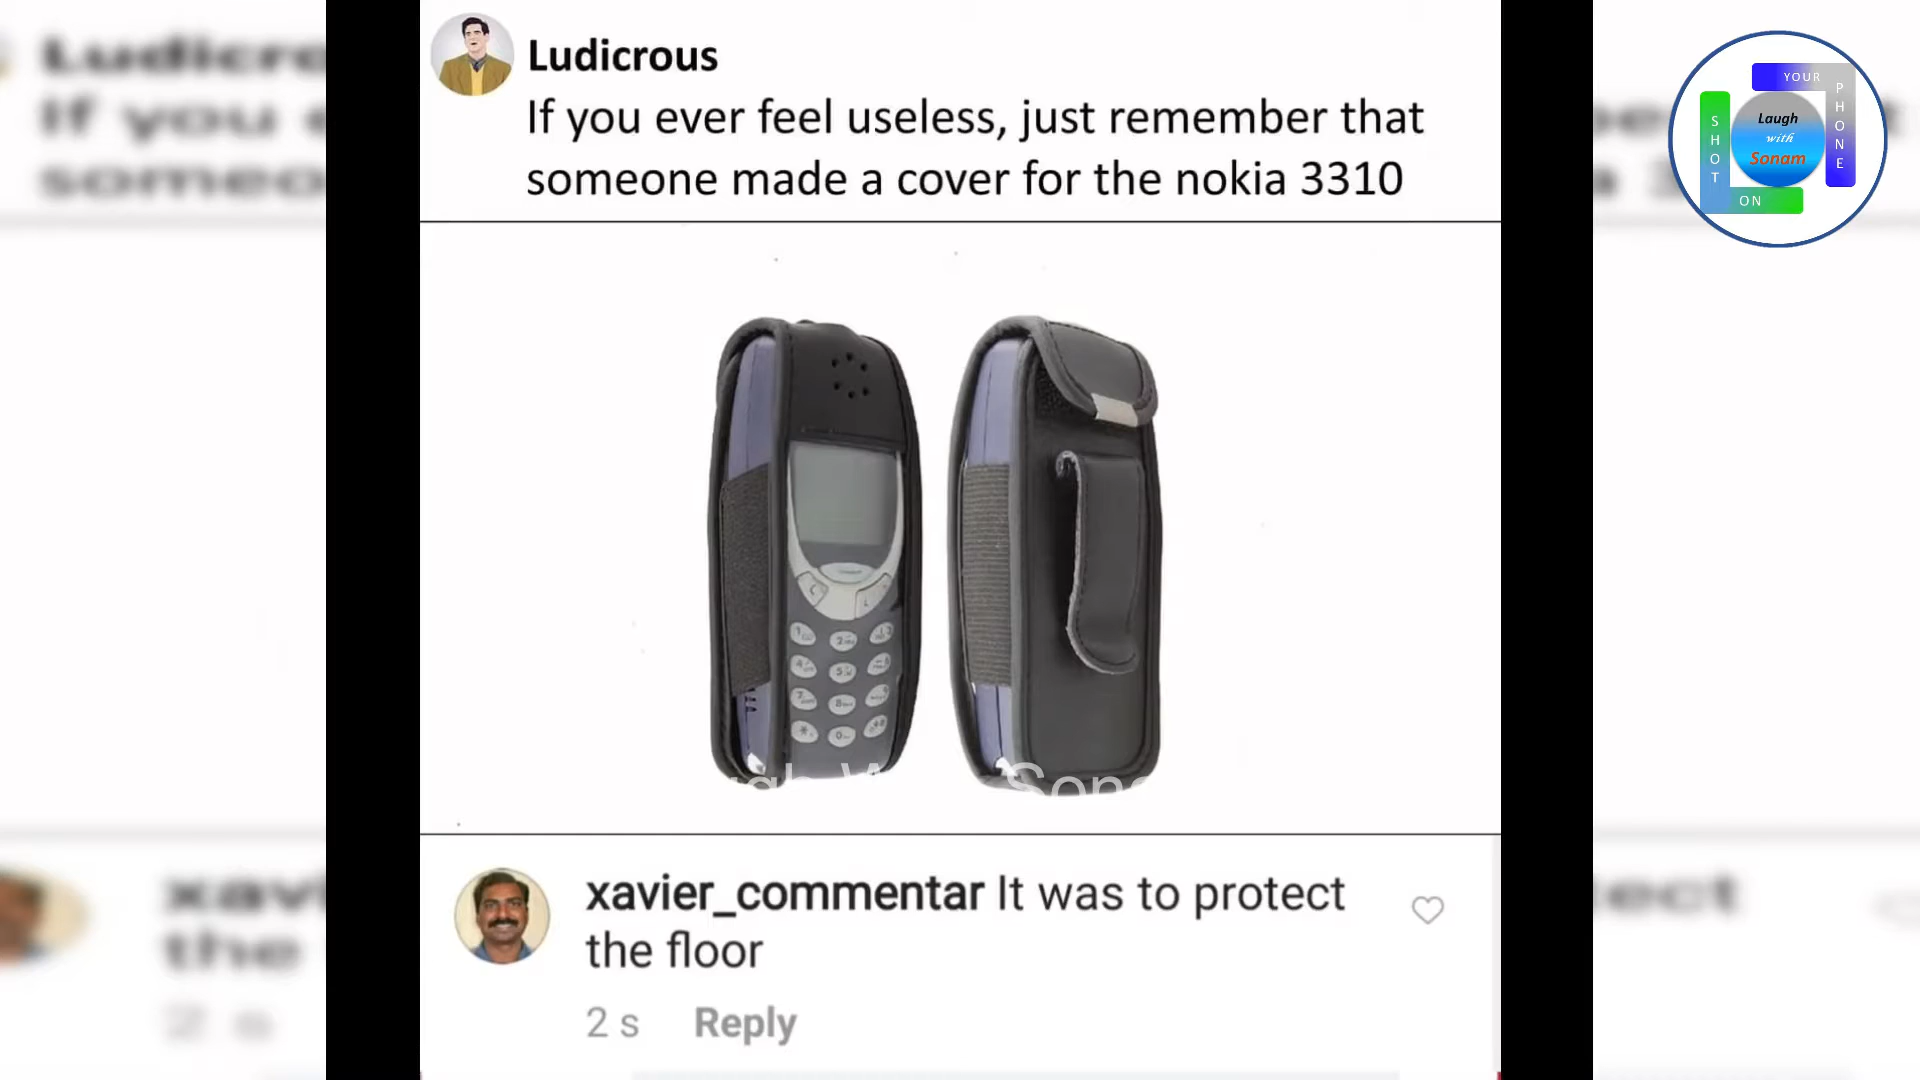 Ludicrous
If you ever feel useless, just remember that
someone made a cover for the nokia 3310
xavier_commentar It was to protect
the floor
2 s Reply
SHOT
ON
YOUR
PHONE
Laugh
with
Sonam